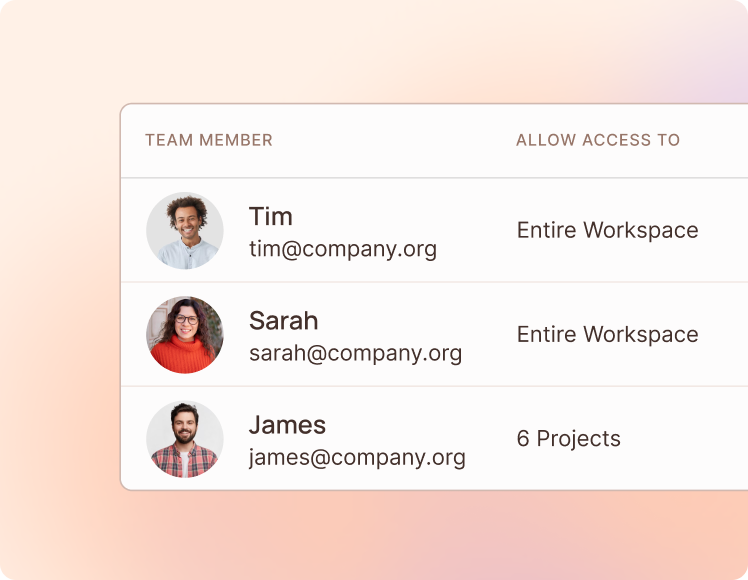 TEAM MEMBER ALLOW ACCESS TO
Tim
tim@company.org
Entire Workspace
Sarah
sarah@company.org
Entire Workspace
James
james@company.org
6 Projects